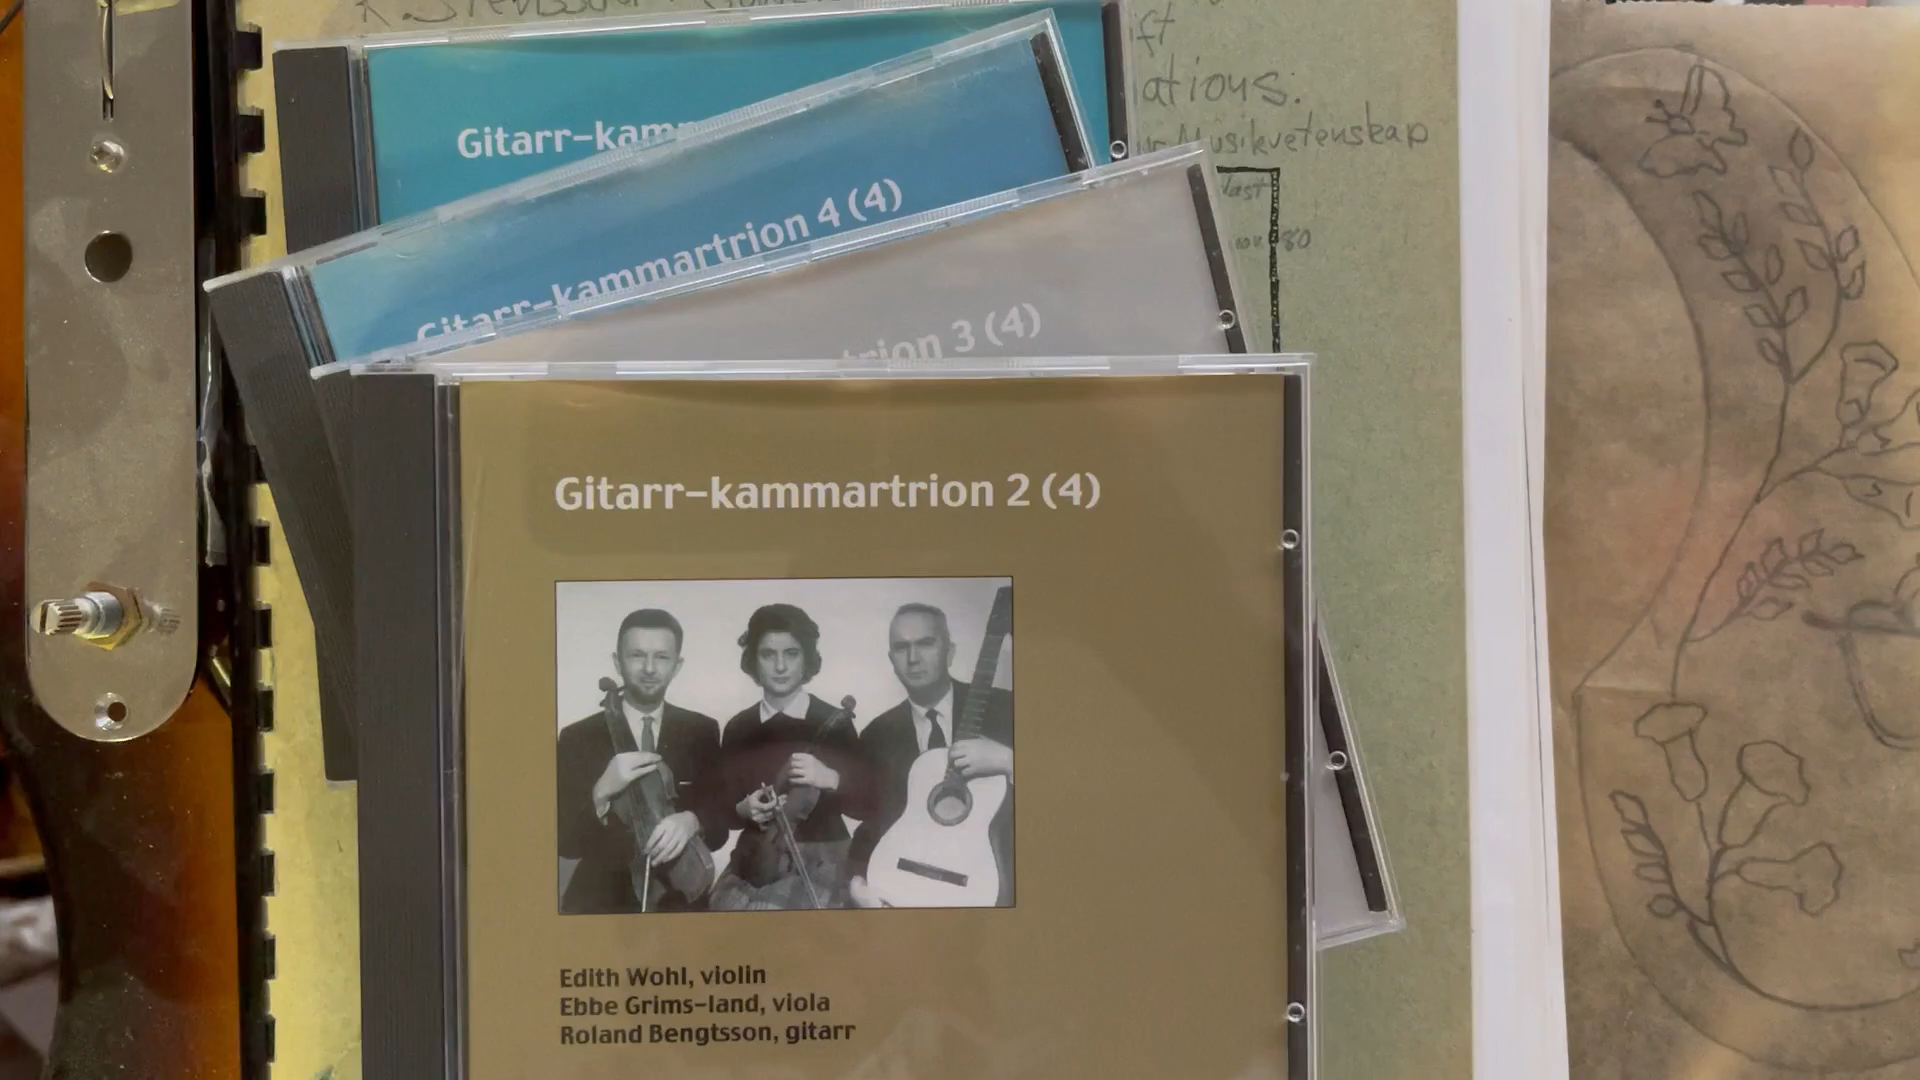 Gitarr-kam
ft
ations.
Musikvetenskap
Gitarr-kammartrion 4 (4)
trion 3 (4)
Gitarr-kammartrion 2 (4)
Edith Wohl, violin
Ebbe Grims-land, viola
Roland Bengtsson, gitarr